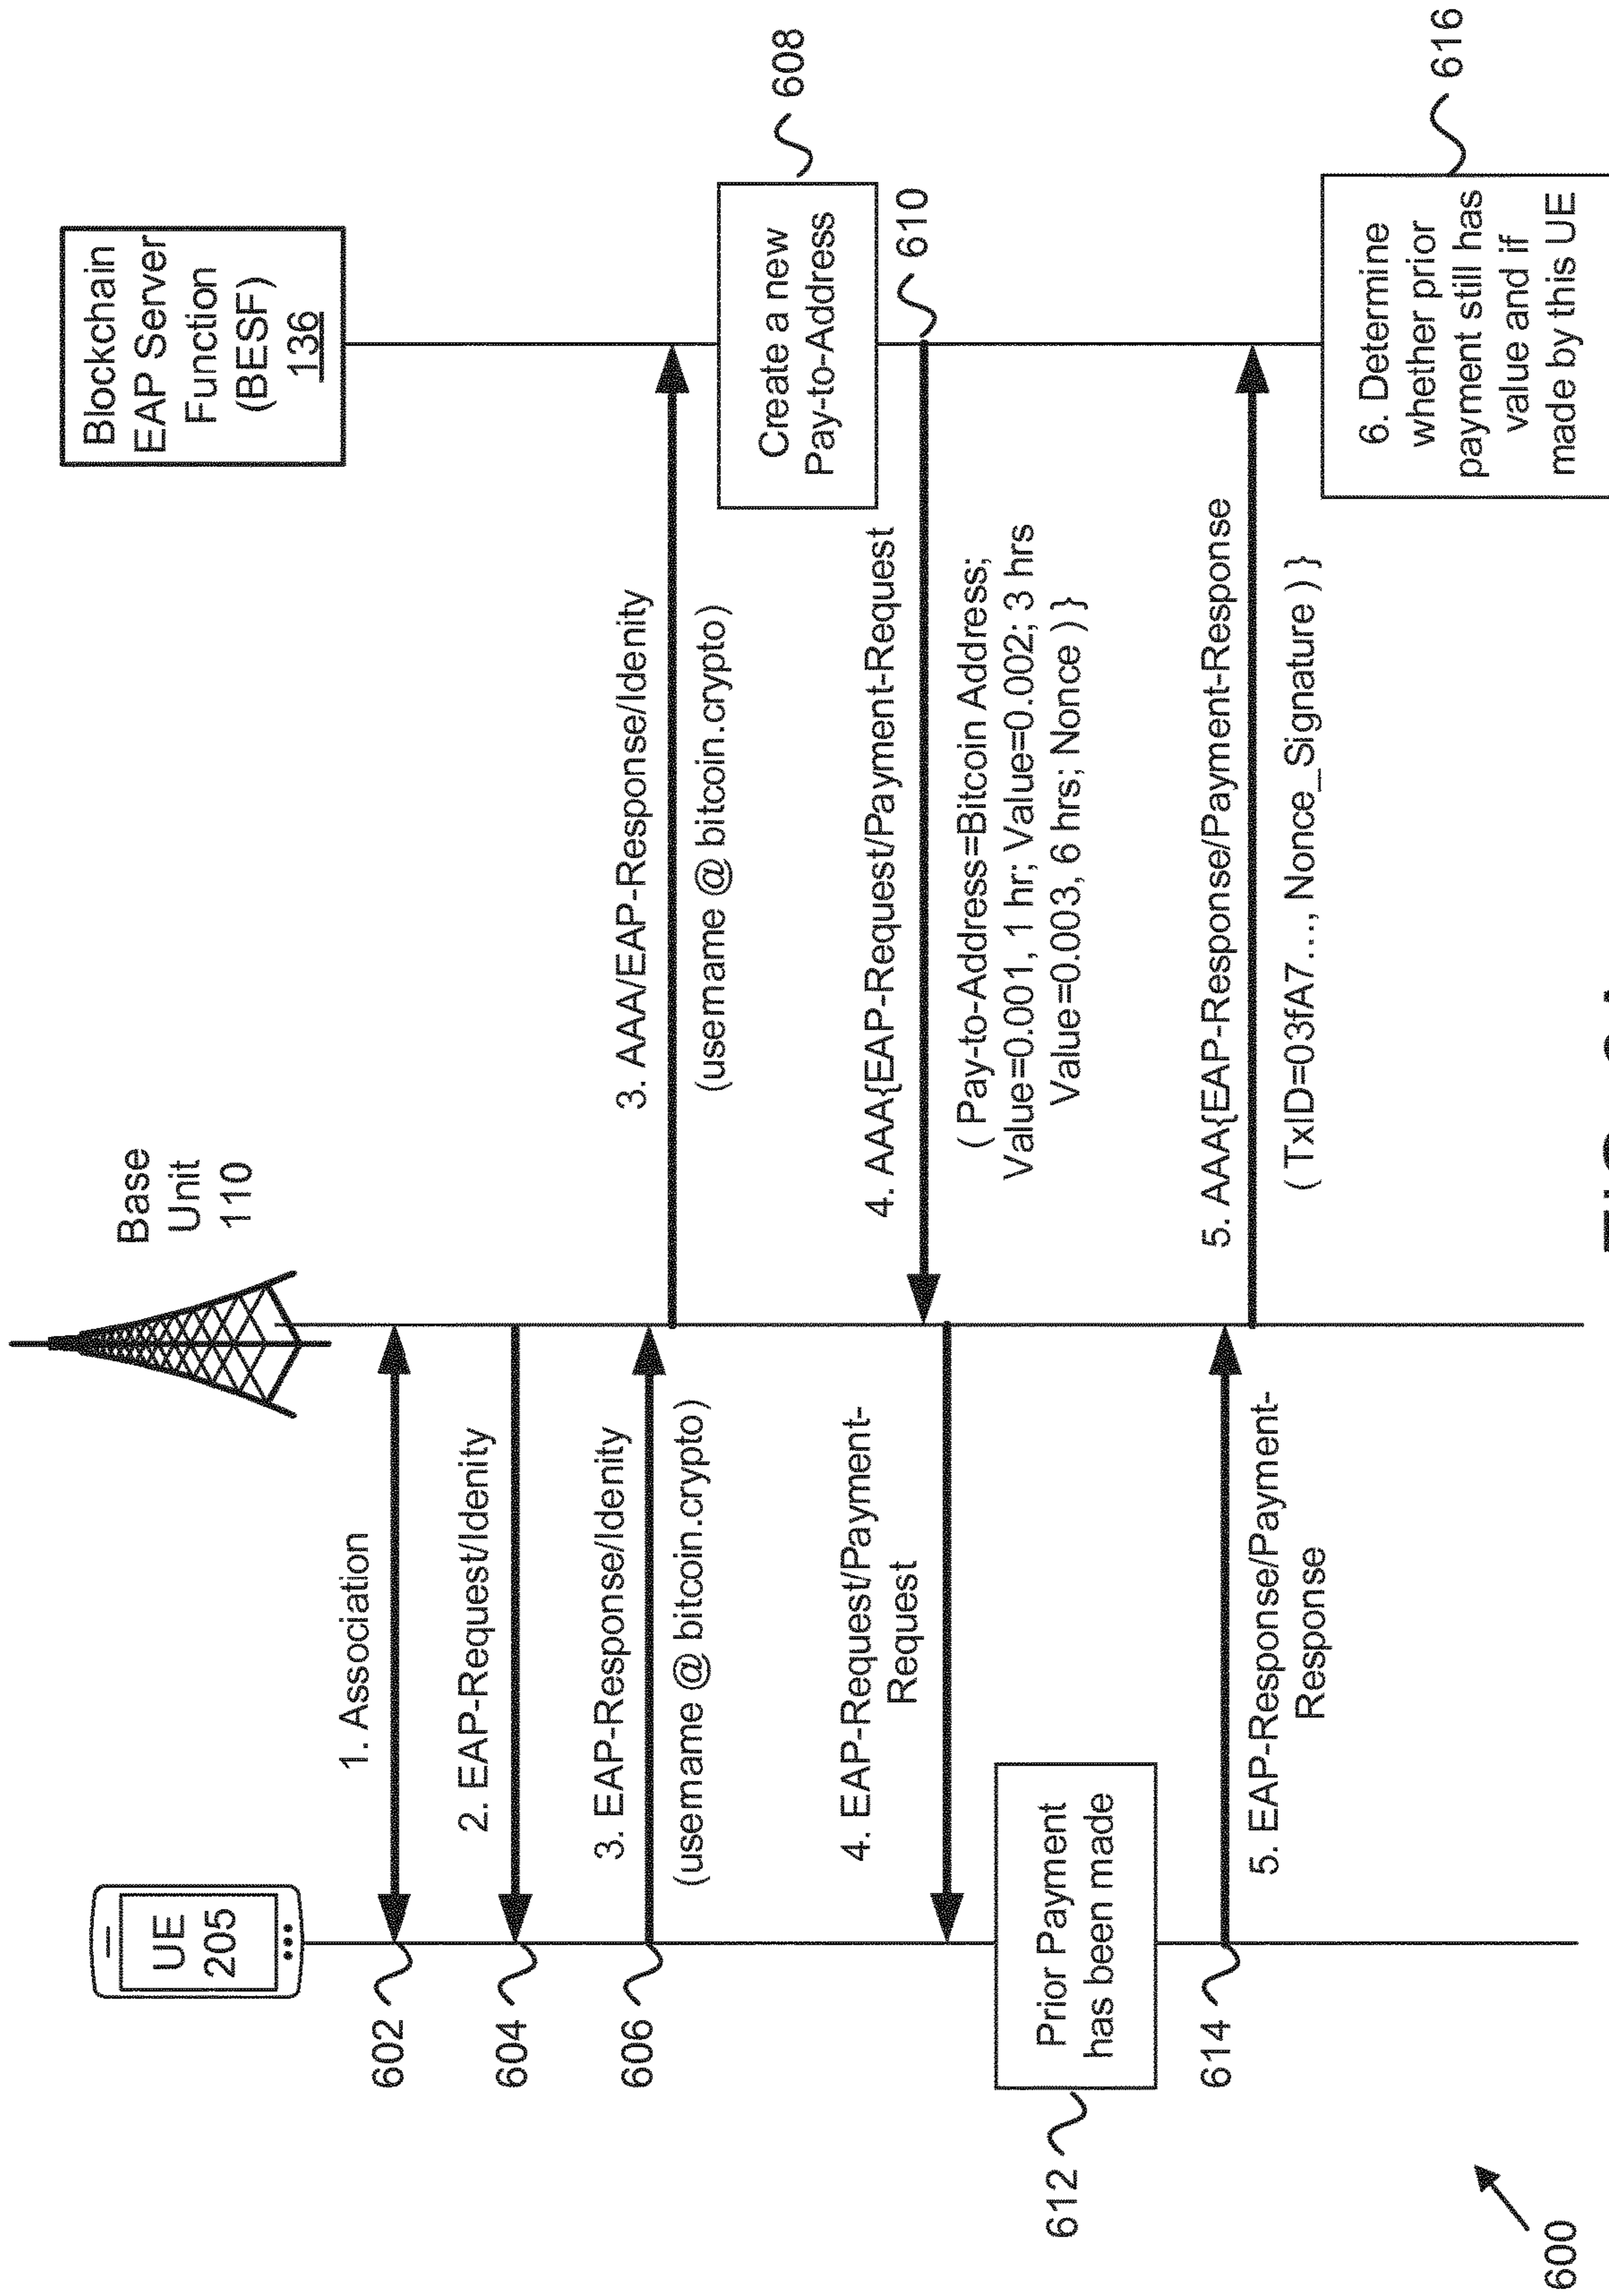 UE
205
Base
Unit
110
Blockchain
EAP Server
Function
(BESF)
136
602
1. Association
604
2. EAP-Request/Idenity
606
3. EAP-Response/Idenity
(username @ bitcoin.crypto)
3. AAA/EAP-Response/Idenity
(username @ bitcoin.crypto)
Create a new
Pay-to-Address
608
4. AAA{EAP-Request/Payment-Request
610
( Pay-to-Address=Bitcoin Address;
Value=0.001, 1 hr; Value=0.002; 3 hrs
Value=0.003, 6 hrs; Nonce ) }
4. EAP-Request/Payment-
Request
612
Prior Payment
has been made
614
5. EAP-Response/Payment-
Response
5. AAA{EAP-Response/Payment-Response
( TxID=03fA7…, Nonce_Signature ) }
6. Determine
whether prior
payment still has
value and if
made by this UE
616
600